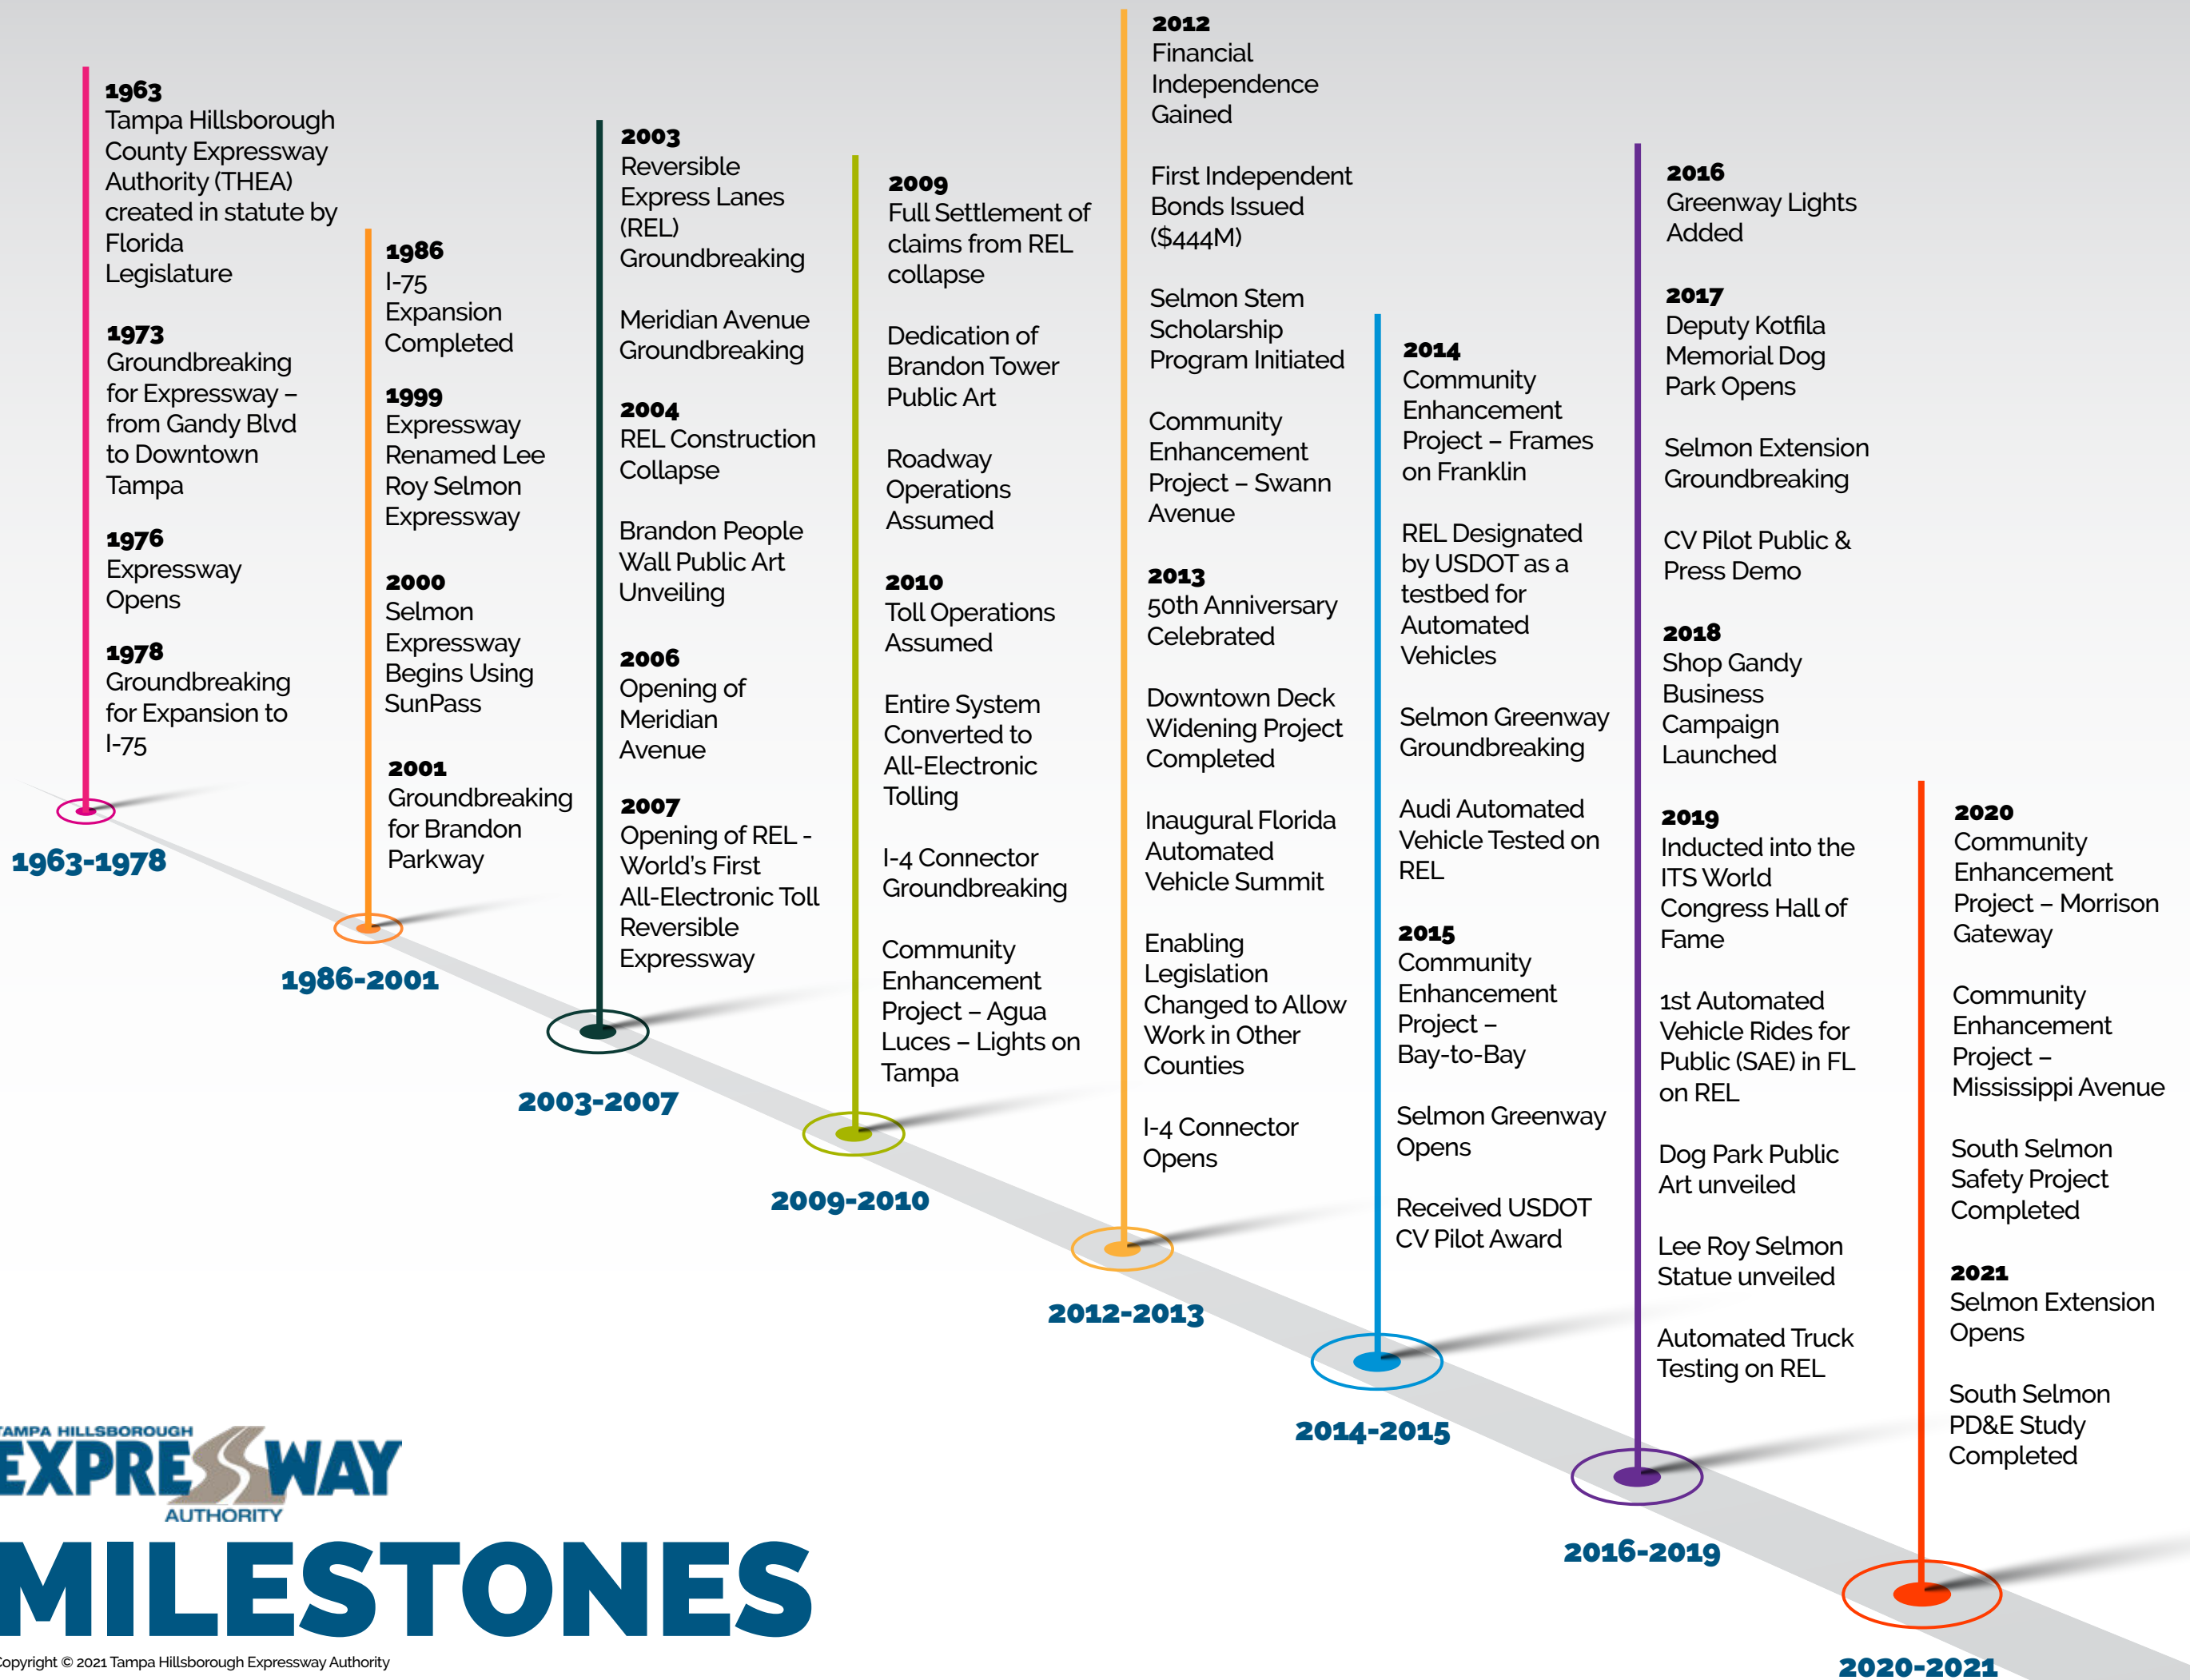 1963
Tampa Hillsborough
County Expressway
Authority (THEA)
created in statute by
Florida
Legislature
1973
Groundbreaking
for Expressway –
from Gandy Blvd
to Downtown
Tampa
1976
Expressway
Opens
1978
Groundbreaking
for Expansion to
I-75
1963-1978
1986
I-75
Expansion
Completed
1999
Expressway
Renamed Lee
Roy Selmon
Expressway
2000
Selmon
Expressway
Begins Using
SunPass
2001
Groundbreaking
for Brandon
Parkway
1986-2001
2003
Reversible
Express Lanes
(REL)
Groundbreaking
Meridian Avenue
Groundbreaking
2004
REL Construction
Collapse
Brandon People
Wall Public Art
Unveiling
2006
Opening of
Meridian
Avenue
2007
Opening of REL -
World's First
All-Electronic Toll
Reversible
Expressway
2003-2007
2009
Full Settlement of
claims from REL
collapse
Dedication of
Brandon Tower
Public Art
Roadway
Operations
Assumed
2010
Toll Operations
Assumed
Entire System
Converted to
All-Electronic
Tolling
I-4 Connector
Groundbreaking
Community
Enhancement
Project – Agua
Luces – Lights on
Tampa
2009-2010
2012
Financial
Independence
Gained
First Independent
Bonds Issued
($444M)
Selmon Stem
Scholarship
Program Initiated
Community
Enhancement
Project – Swann
Avenue
2013
50th Anniversary
Celebrated
Downtown Deck
Widening Project
Completed
Inaugural Florida
Automated
Vehicle Summit
Enabling
Legislation
Changed to Allow
Work in Other
Counties
I-4 Connector
Opens
2012-2013
2014
Community
Enhancement
Project – Frames
on Franklin
REL Designated
by USDOT as a
testbed for
Automated
Vehicles
Selmon Greenway
Groundbreaking
Audi Automated
Vehicle Tested on
REL
2015
Community
Enhancement
Project –
Bay-to-Bay
Selmon Greenway
Opens
Received USDOT
CV Pilot Award
2014-2015
2016
Greenway Lights
Added
2017
Deputy Kotfila
Memorial Dog
Park Opens
Selmon Extension
Groundbreaking
CV Pilot Public &
Press Demo
2018
Shop Gandy
Business
Campaign
Launched
2019
Inducted into the
ITS World
Congress Hall of
Fame
1st Automated
Vehicle Rides for
Public (SAE) in FL
on REL
Dog Park Public
Art unveiled
Lee Roy Selmon
Statue unveiled
Automated Truck
Testing on REL
2016-2019
2020
Community
Enhancement
Project – Morrison
Gateway
Community
Enhancement
Project –
Mississippi Avenue
South Selmon
Safety Project
Completed
2021
Selmon Extension
Opens
South Selmon
PD&E Study
Completed
2020-2021
TAMPA HILLSBOROUGH
EXPRESSWAY
AUTHORITY
MILESTONES
Copyright © 2021 Tampa Hillsborough Expressway Authority